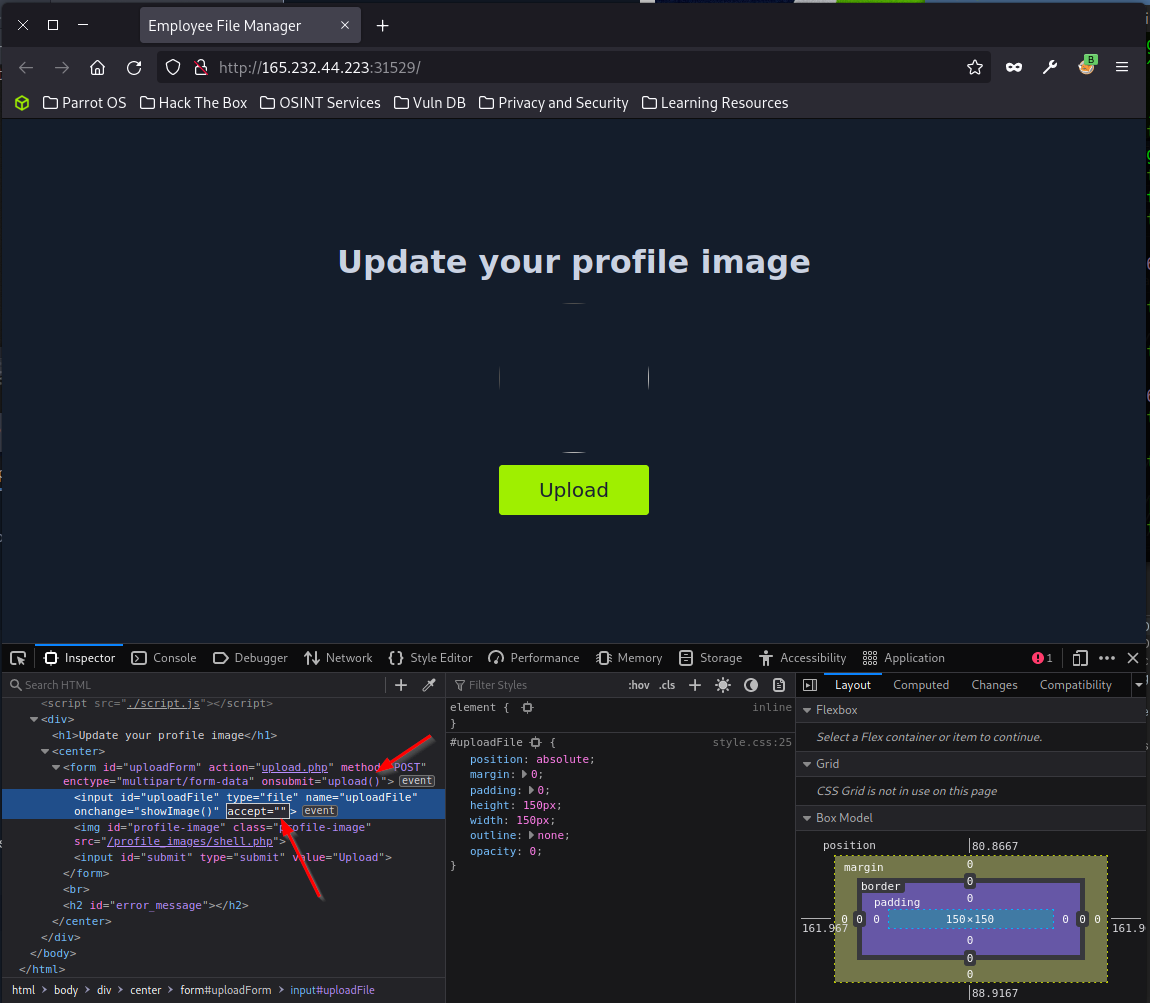 Employee File Manager
http://165.232.44.223:31529/
B
Parrot OS Hack The Box OSINT Services Vuln DB Privacy and Security Learning Resources
Update your profile image
Upload
Inspector Console Debugger Network Style Editor Performance Memory Storage Accessibility Application 1
Search HTML
<script src="./script.js"></script>
<div>
<h1>Update your profile image</h1>
<center>
<form id="uploadForm" action="upload.php" method="POST"
enctype="multipart/form-data" onsubmit="upload()"> event
<input id="uploadFile" type="file" name="uploadFile"
onchange="showImage()" accept=""> event
<img id="profile-image" class="profile-image"
src="/profile_images/shell.php">
<input id="submit" type="submit" value="Upload">
</form>
<br>
<h2 id="error_message"></h2>
</center>
</div>
</body>
</html>
html body div center form#uploadForm input#uploadFile
Filter Styles :hov .cls
element { inline
}
#uploadFile { style.css:25
position: absolute;
margin: 0;
padding: 0;
height: 150px;
width: 150px;
outline: none;
opacity: 0;
}
Layout Computed Changes Compatibility
Flexbox
Select a Flex container or item to continue.
Grid
CSS Grid is not in use on this page
Box Model
position 80.8667
margin 0
border 0
padding 0
161.967 0 0 0 150×150 0 0 0 161.9
0
0
0
88.9167